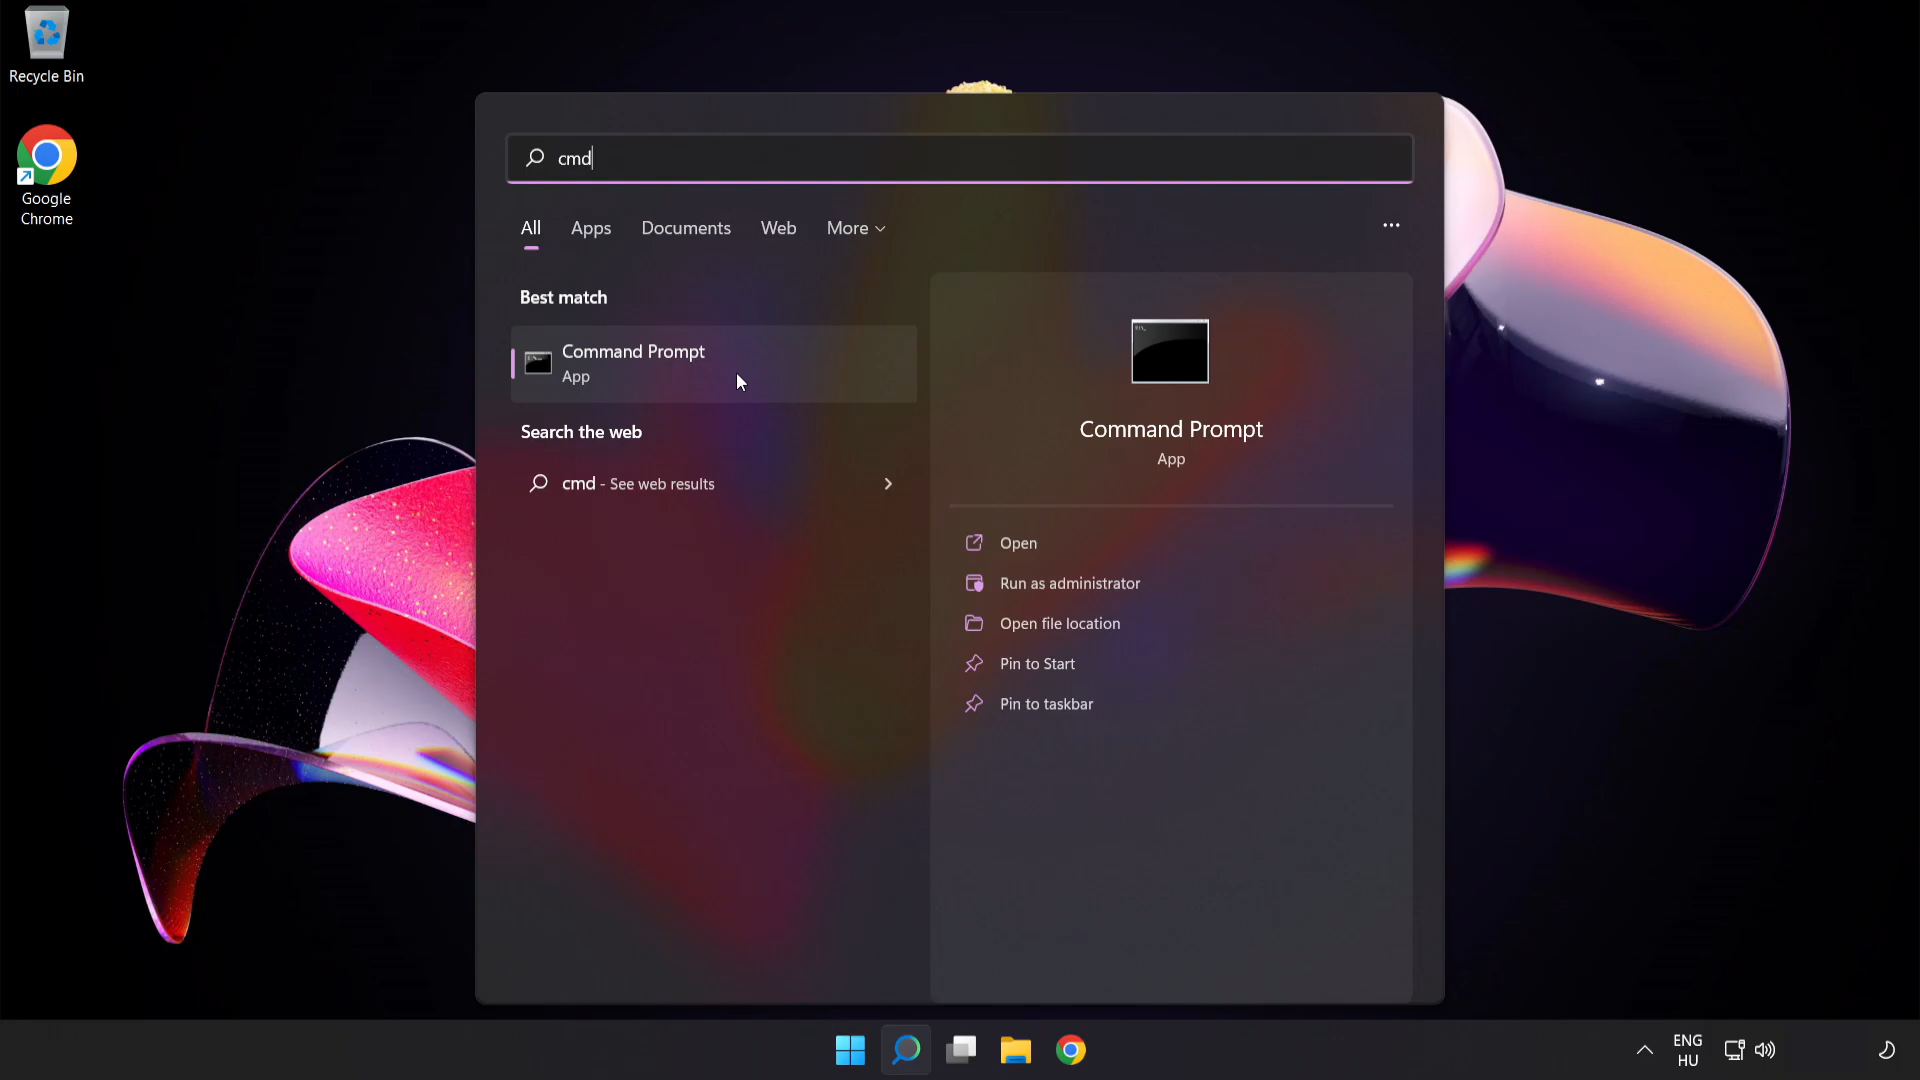 Recycle Bin
Google
Chrome
cmd
All Apps Documents Web More
Best match
Command Prompt
App
Search the web
cmd - See web results
Command Prompt
App
Open
Run as administrator
Open file location
Pin to Start
Pin to taskbar
ENG
HU